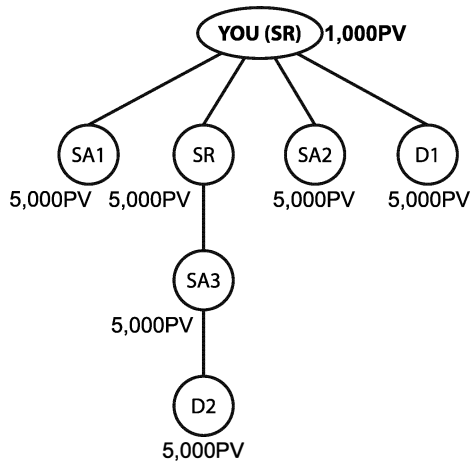 YOU (SR) 1,000PV
SA1 SR SA2 D1
5,000PV 5,000PV 5,000PV 5,000PV
SA3
5,000PV
D2
5,000PV